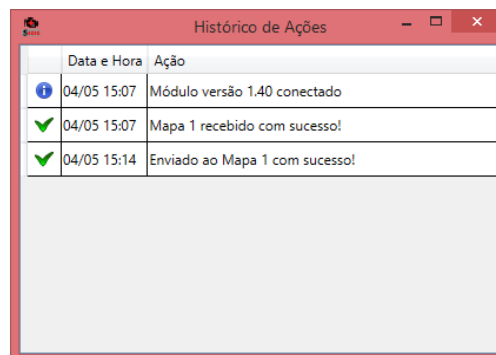 Histórico de Ações
Data e Hora Ação
04/05 15:07 Módulo versão 1.40 conectado
04/05 15:07 Mapa 1 recebido com sucesso!
04/05 15:14 Enviado ao Mapa 1 com sucesso!